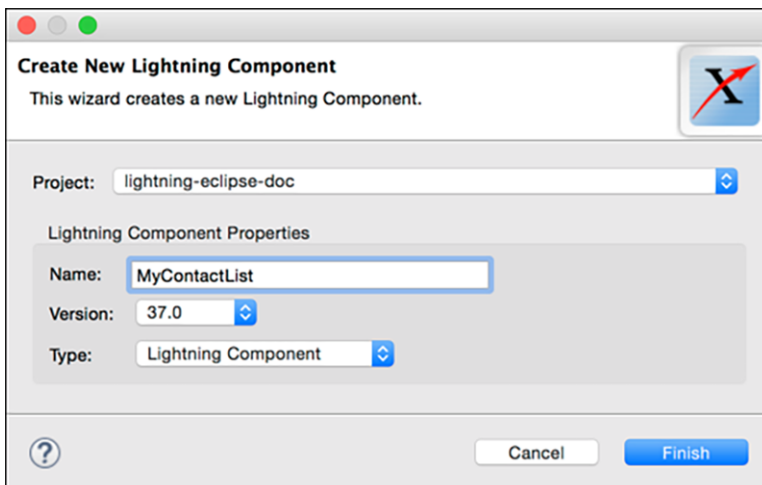 Create New Lightning Component
This wizard creates a new Lightning Component.
X
Project: lightning-eclipse-doc
Lightning Component Properties
Name: MyContactList
Version: 37.0
Type: Lightning Component
? Cancel Finish